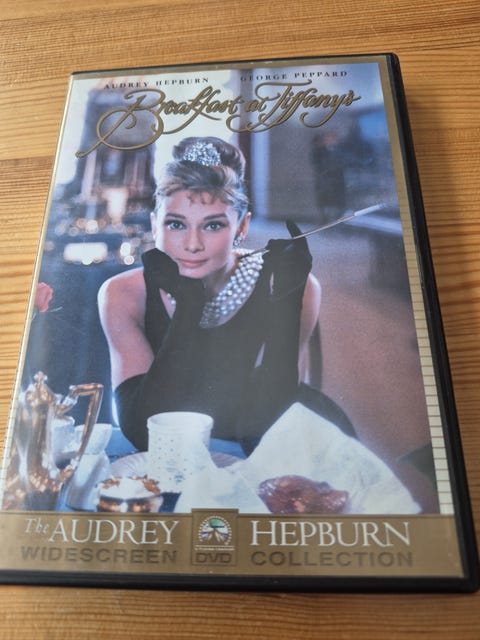 AUDREY HEPBURN GEORGE PEPPARD
Breakfast at Tiffany's
The AUDREY HEPBURN
WIDESCREEN DVD COLLECTION